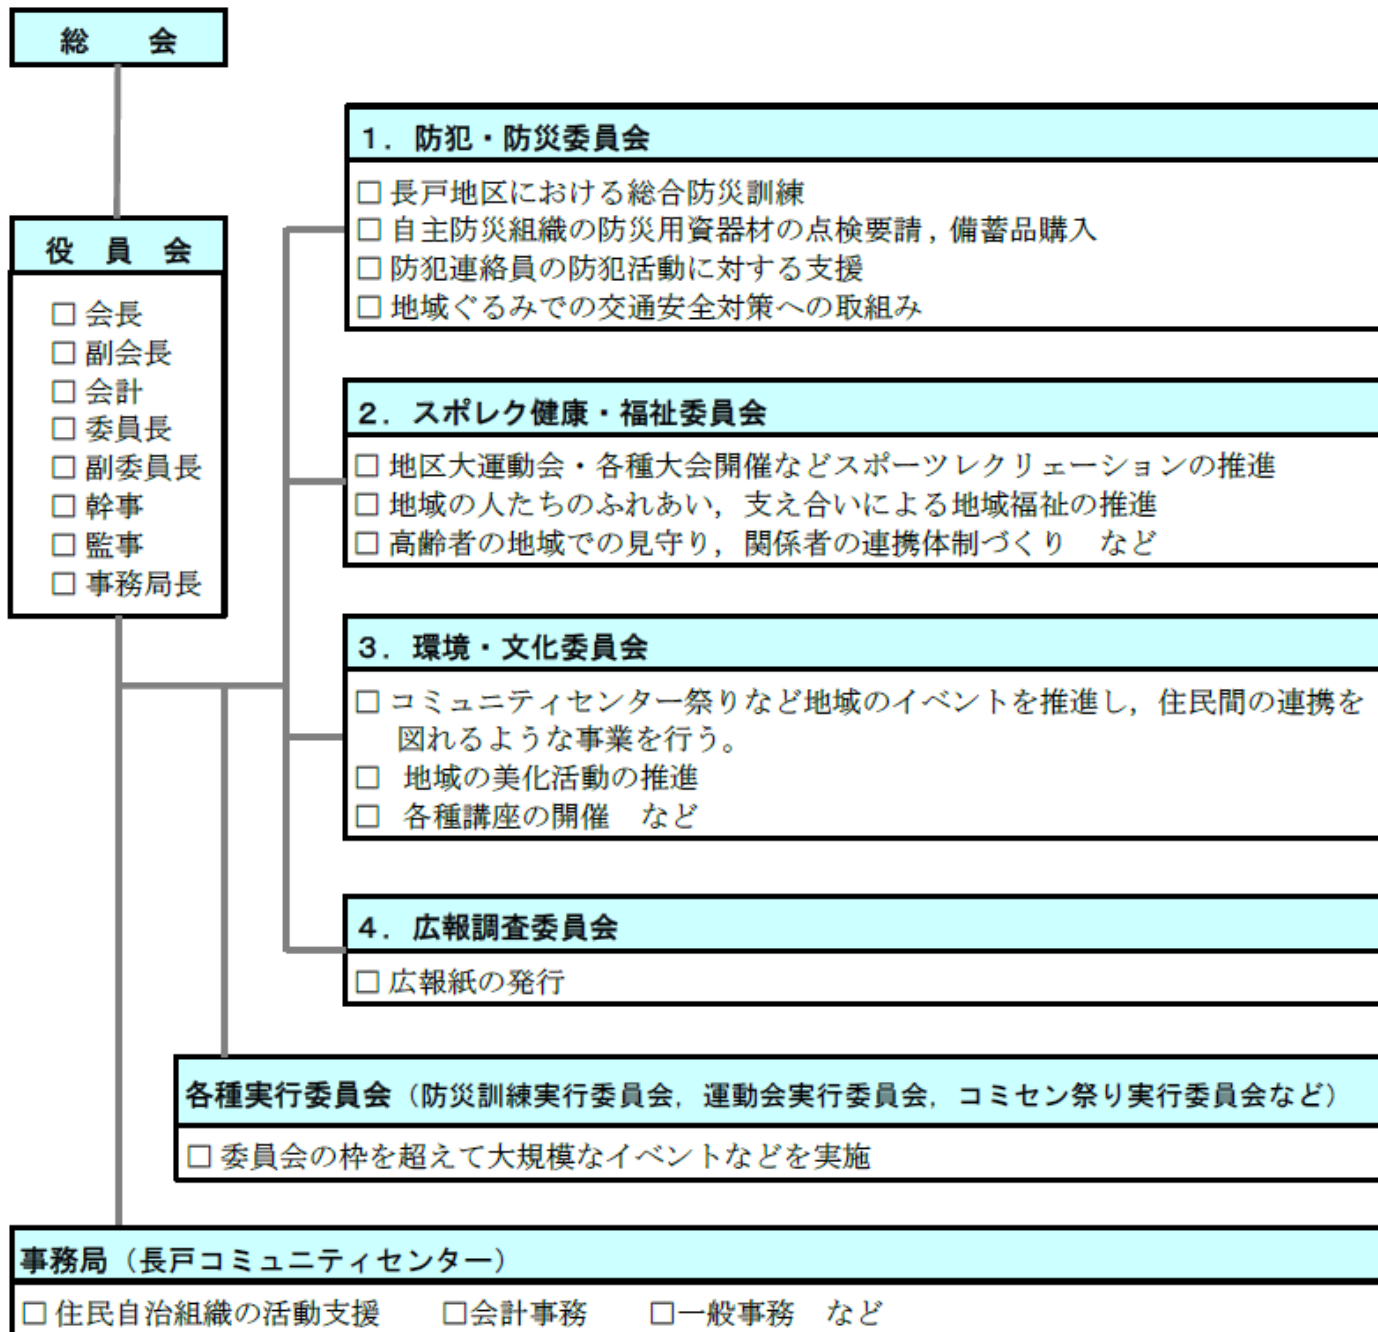 総　会
役　員　会
□ 会長
□ 副会長
□ 会計
□ 委員長
□ 副委員長
□ 幹事
□ 監事
□ 事務局長
１．防犯・防災委員会
□ 長戸地区における総合防災訓練
□ 自主防災組織の防災用資器材の点検要請，備蓄品購入
□ 防犯連絡員の防犯活動に対する支援
□ 地域ぐるみでの交通安全対策への取組み
２．スポレク健康・福祉委員会
□ 地区大運動会・各種大会開催などスポーツレクリェーションの推進
□ 地域の人たちのふれあい，支え合いによる地域福祉の推進
□ 高齢者の地域での見守り，関係者の連携体制づくり　など
３．環境・文化委員会
□ コミュニティセンター祭りなど地域のイベントを推進し，住民間の連携を
図れるような事業を行う。
□ 地域の美化活動の推進
□ 各種講座の開催　など
４．広報調査委員会
□ 広報紙の発行
各種実行委員会（防災訓練実行委員会，運動会実行委員会，コミセン祭り実行委員会など）
□ 委員会の枠を超えて大規模なイベントなどを実施
事務局（長戸コミュニティセンター）
□ 住民自治組織の活動支援　　□会計事務　　□一般事務　など